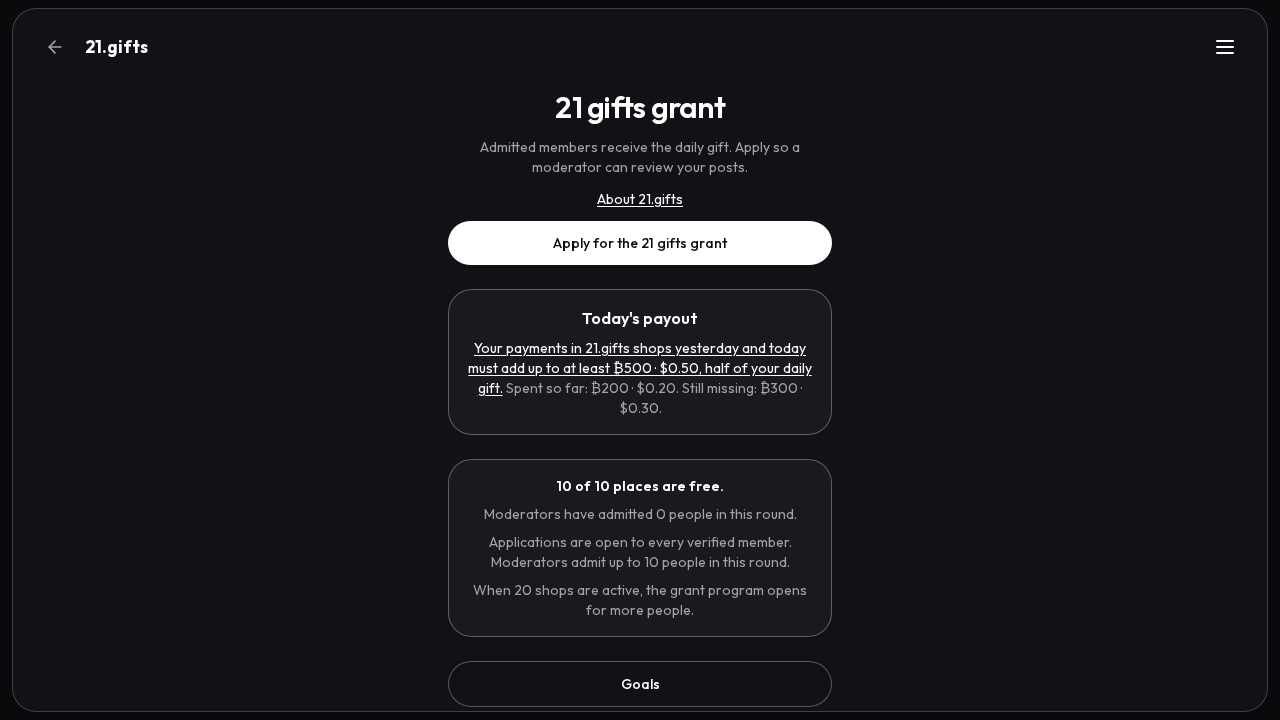 21.gifts
21 gifts grant
Admitted members receive the daily gift. Apply so a
moderator can review your posts.
About 21.gifts
Apply for the 21 gifts grant
Today's payout
Your payments in 21.gifts shops yesterday and today
must add up to at least ₿500 · $0.50, half of your daily
gift. Spent so far: ₿200 · $0.20. Still missing: ₿300 ·
$0.30.
10 of 10 places are free.
Moderators have admitted 0 people in this round.
Applications are open to every verified member.
Moderators admit up to 10 people in this round.
When 20 shops are active, the grant program opens
for more people.
Goals